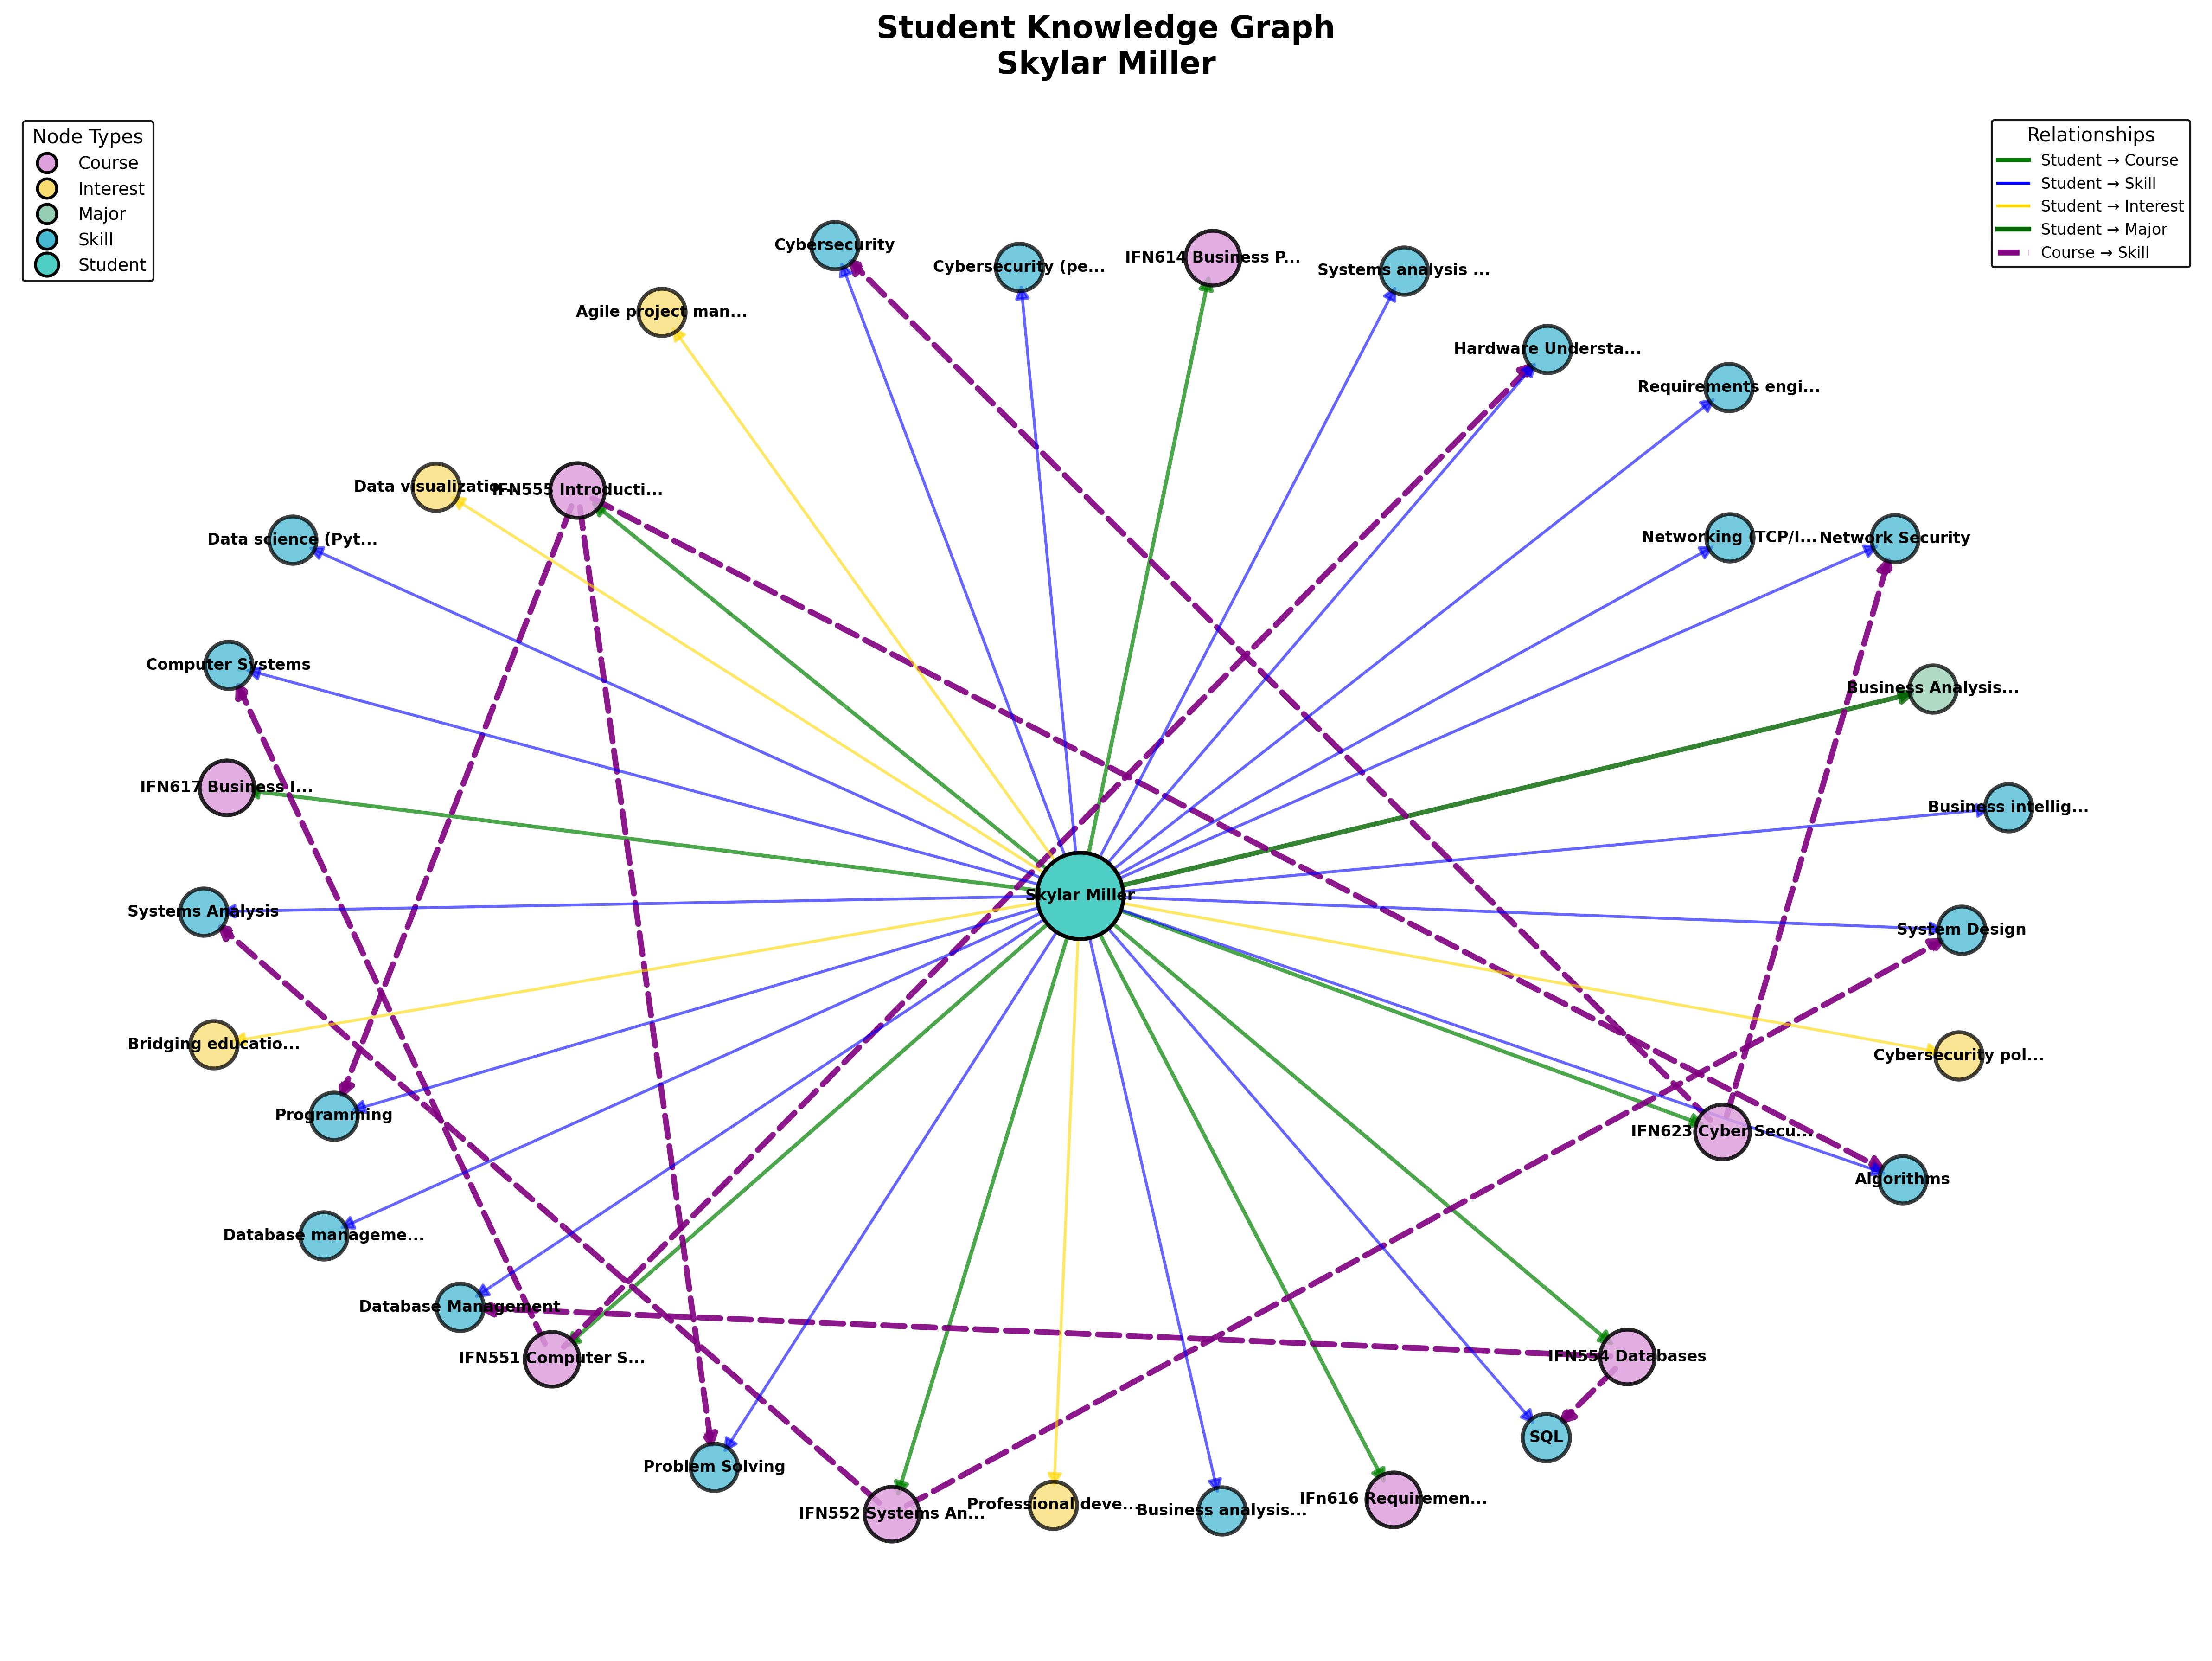 Student Knowledge Graph
Skylar Miller
Node Types
Course
Interest
Major
Skill
Student
Relationships
Student → Course
Student → Skill
Student → Interest
Student → Major
Course → Skill
Cybersecurity
Cybersecurity (pe...
IFN614 Business P...
Systems analysis ...
Agile project man...
Hardware Understa...
Requirements engi...
Data visualizatio...
IFN555 Introducti...
Data science (Pyt...
Networking (TCP/I...
Network Security
Computer Systems
Business Analysis...
IFN617 Business I...
Business intellig...
Skylar Miller
Systems Analysis
System Design
Bridging educatio...
Cybersecurity pol...
Programming
IFN623 Cyber Secu...
Algorithms
Database manageme...
Database Management
IFN551 Computer S...
IFN554 Databases
Problem Solving
SQL
IFN552 Systems An...
Professional deve...
Business analysis...
IFn616 Requiremen...